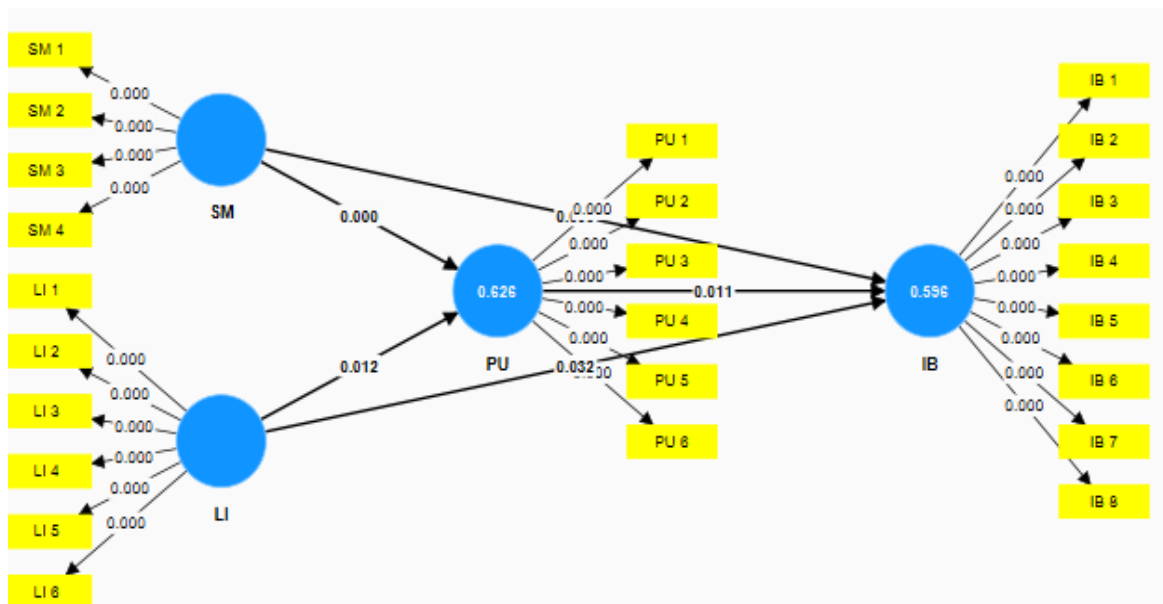 SM 1
SM 2
SM 3
SM 4
0.000
0.000
0.000
0.000
SM
LI 1
LI 2
LI 3
LI 4
LI 5
LI 6
0.000
0.000
0.000
0.000
0.000
0.000
LI
0.000
0.012
0.011
0.032
0.626
PU
PU 1
PU 2
PU 3
PU 4
PU 5
PU 6
0.000
0.000
0.000
0.000
0.000
0.596
IB
IB 1
IB 2
IB 3
IB 4
IB 5
IB 6
IB 7
IB 8
0.000
0.000
0.000
0.000
0.000
0.000
0.000
0.000